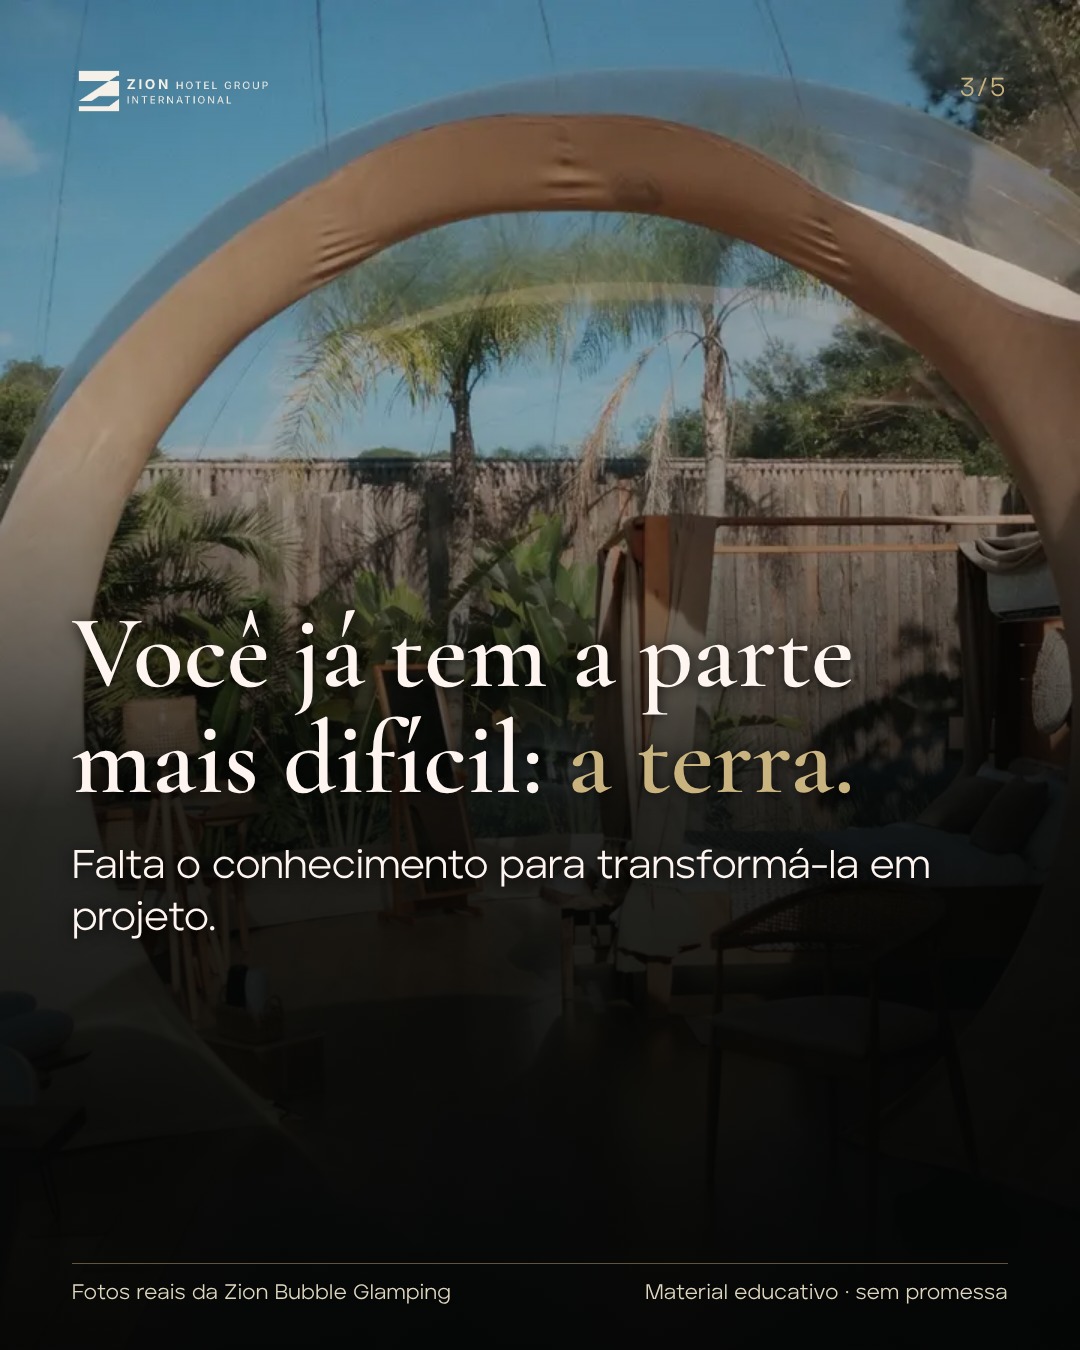 ZION HOTEL GROUP
INTERNATIONAL
3/5
Você já tem a parte
mais difícil: a terra.
Falta o conhecimento para transformá-la em
projeto.
Fotos reais da Zion Bubble Glamping
Material educativo · sem promessa